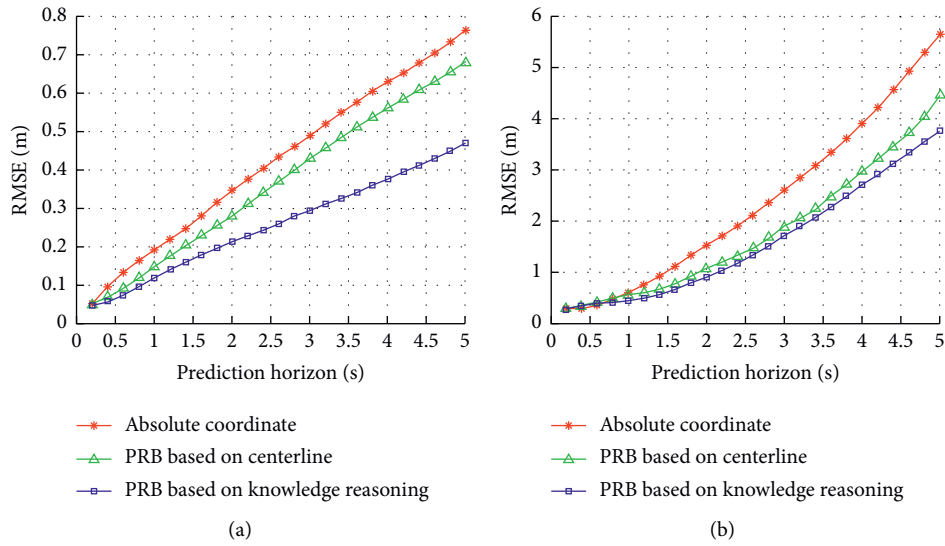 0.8
0.7
0.6
0.5
0.4
0.3
0.2
0.1
0
RMSE (m)
0 0.5 1 1.5 2 2.5 3 3.5 4 4.5 5
Prediction horizon (s)
Absolute coordinate
PRB based on centerline
PRB based on knowledge reasoning
(a)
6
5
4
3
2
1
0
RMSE (m)
0 0.5 1 1.5 2 2.5 3 3.5 4 4.5 5
Prediction horizon (s)
Absolute coordinate
PRB based on centerline
PRB based on knowledge reasoning
(b)